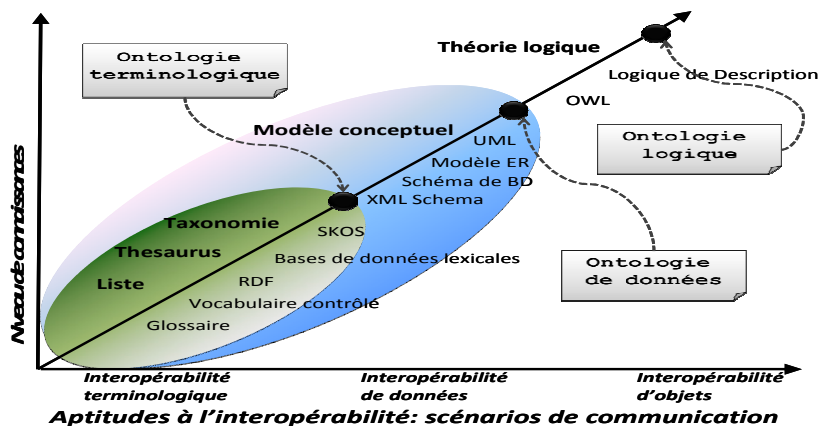 Ontologie
terminologique
Théorie logique
Logique de Description
OWL
Modèle conceptuel
UML
Ontologie
logique
Modèle ER
Schéma de BD
XML Schema
Taxonomie
SKOS
Thesaurus
Bases de données lexicales
Ontologie
de données
Liste
RDF
Vocabulaire contrôlé
Glossaire
Niveau de connaissances
Interopérabilité
terminologique
Interopérabilité
de données
Interopérabilité
d'objets
Aptitudes à l'interopérabilité: scénarios de communication